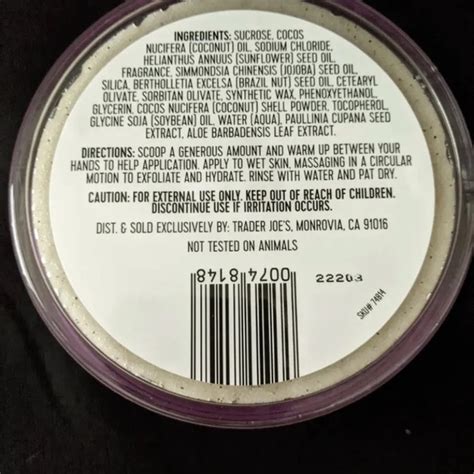 INGREDIENTS: SUCROSE, COCOS
NUCIFERA (COCONUT) OIL, SODIUM CHLORIDE,
HELIANTHUS ANNUUS (SUNFLOWER) SEED OIL,
FRAGRANCE, SIMMONDSIA CHINENSIS (JOJOBA) SEED OIL,
SILICA, BERTHOLLETIA EXCELSA (BRAZIL NUT) SEED OIL, CETEARYL
OLIVATE, SORBITAN OLIVATE, SYNTHETIC WAX, PHENOXYETHANOL,
GLYCERIN, COCOS NUCIFERA (COCONUT) SHELL POWDER, TOCOPHEROL,
GLYCINE SOJA (SOYBEAN) OIL, WATER (AQUA), PAULLINIA CUPANA SEED
EXTRACT, ALOE BARBADENSIS LEAF EXTRACT.
DIRECTIONS: SCOOP A GENEROUS AMOUNT AND WARM UP BETWEEN YOUR
HANDS TO HELP APPLICATION. APPLY TO WET SKIN, MASSAGING IN A CIRCULAR
MOTION TO EXFOLIATE AND HYDRATE. RINSE WITH WATER AND PAT DRY.
CAUTION: FOR EXTERNAL USE ONLY. KEEP OUT OF REACH OF CHILDREN.
DISCONTINUE USE IF IRRITATION OCCURS.
DIST. & SOLD EXCLUSIVELY BY: TRADER JOE'S, MONROVIA, CA 91016
NOT TESTED ON ANIMALS
0074 8148
22203
SKU# 74814